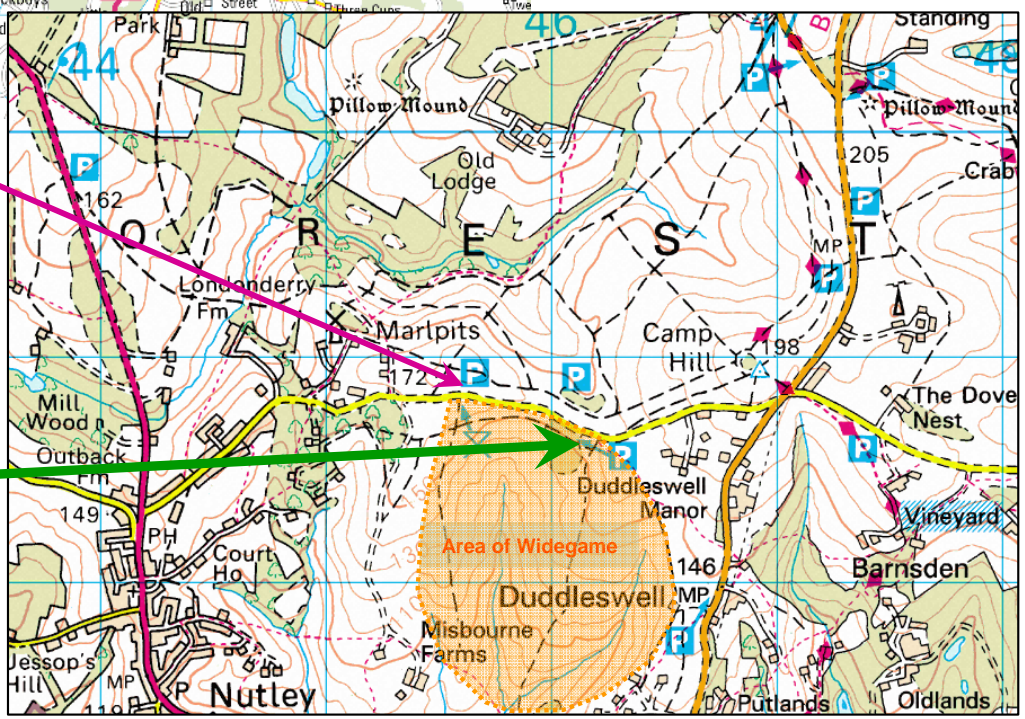 Old
Street
Three Cups
Park
44
46
Standing
B
P
P
Pillow Mound
Pillow Mound
P
Old
Lodge
205
Crab
162
P
O
R
E
S
T
MP
P
Londonderry
Fm
Marlpits
Camp
Hill
198
P
172
P
Mill
Wood
The Dove
Nest
Outback
Fm
P
P
Duddleswell
Manor
149
PH
Vineyard
Area of Widegame
Court
Ho
146
Barnsden
Duddleswell
MP
Misbourne
Farms
P
Jessop's
Hill
MP
P
Nutley
Putlands
Oldlands